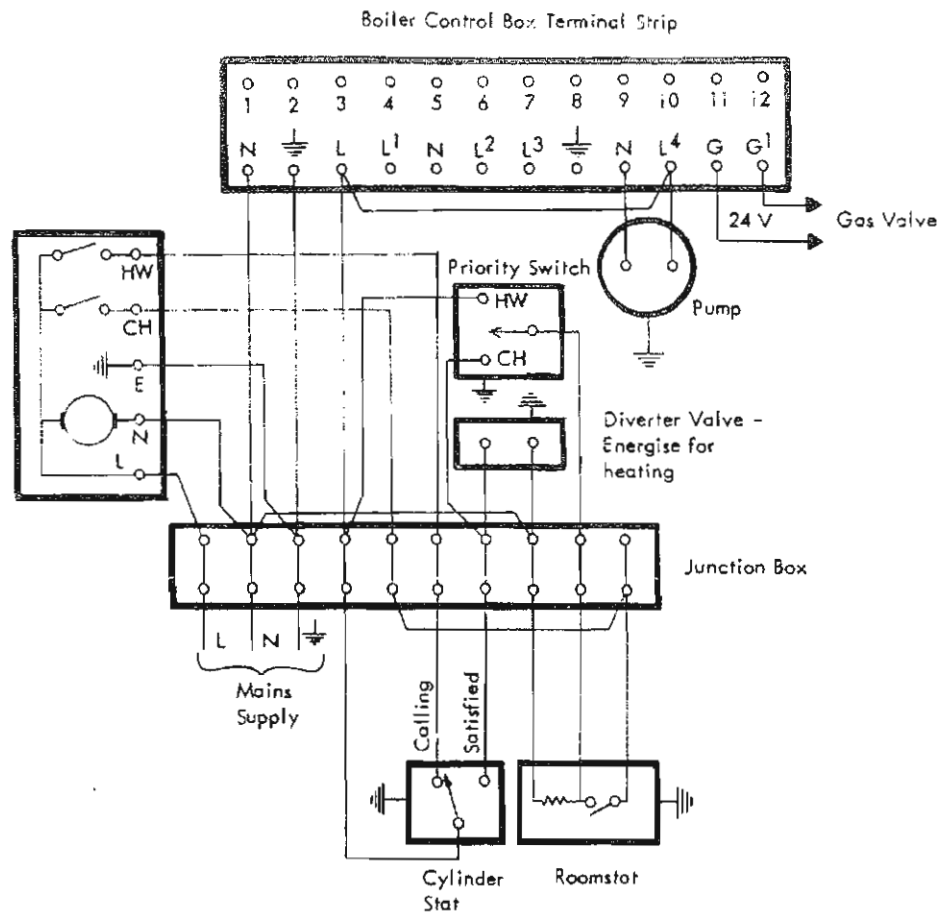 Boiler Control Box Terminal Strip
1 2 3 4 5 6 7 8 9 10 11 12
N L L¹ N L² L³ N L⁴ G G¹
24 V
Gas Valve
HW
CH
E
N
L
Priority Switch
HW
CH
Pump
Diverter Valve –
Energise for
heating
Junction Box
L N
Mains
Supply
Calling
Satisfied
Cylinder
Stat
Roomstat